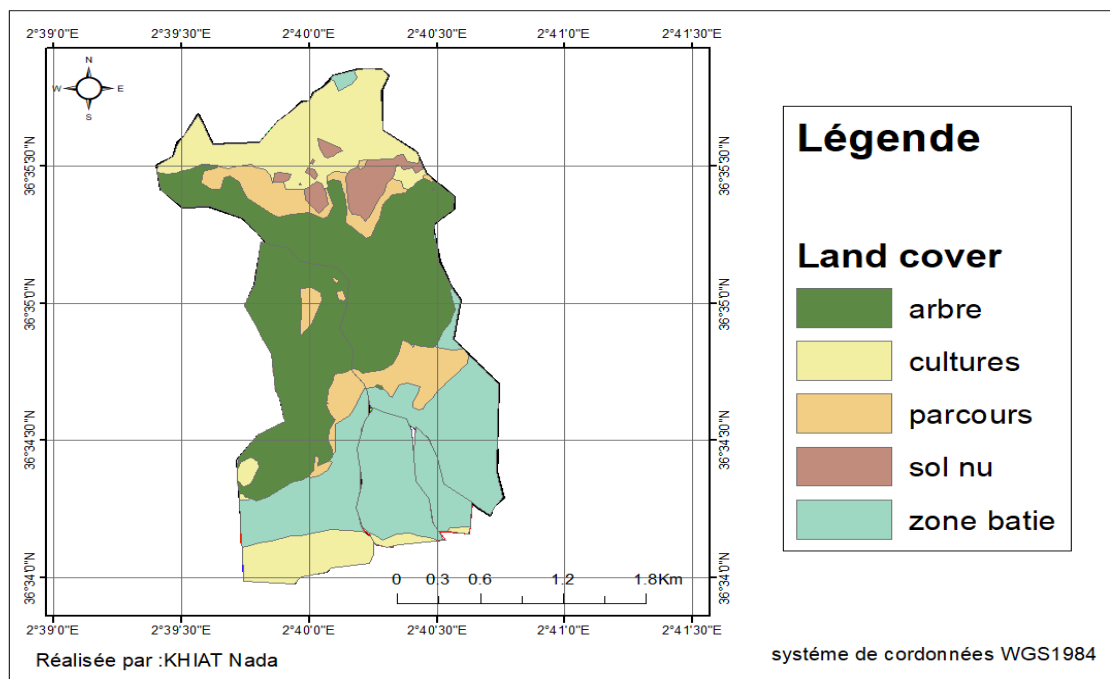 2°39'0"E 2°39'30"E 2°40'0"E 2°40'30"E 2°41'0"E 2°41'30"E
N
W E
S
36°35'30"N 36°35'30"N
36°35'0"N 36°35'0"N
36°34'30"N 36°34'30"N
36°34'0"N 36°34'0"N
0 0.3 0.6 1.2 1.8Km
2°39'0"E 2°39'30"E 2°40'0"E 2°40'30"E 2°41'0"E 2°41'30"E
Réalisée par :KHIAT Nada
Légende
Land cover
arbre
cultures
parcours
sol nu
zone batie
systéme de cordonnées WGS1984